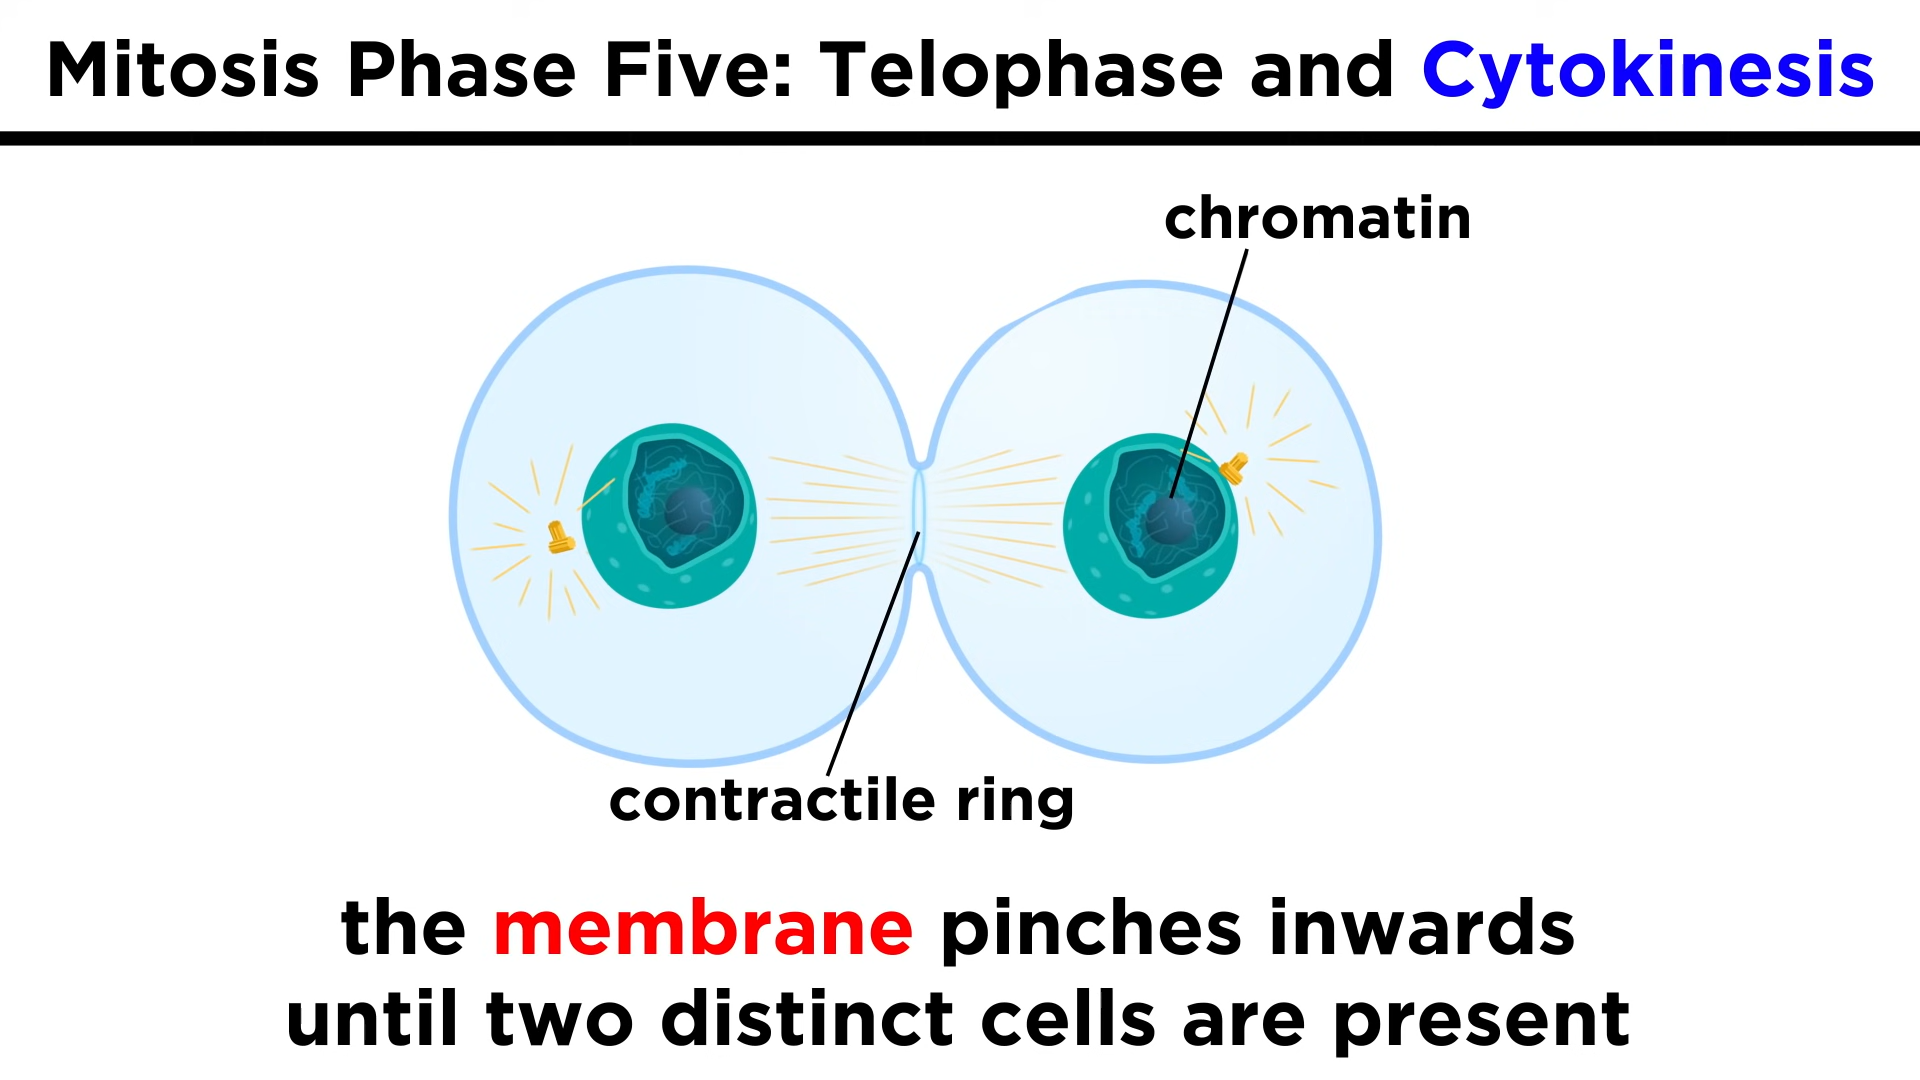 Mitosis Phase Five: Telophase and Cytokinesis
chromatin
contractile ring
the membrane pinches inwards
until two distinct cells are present